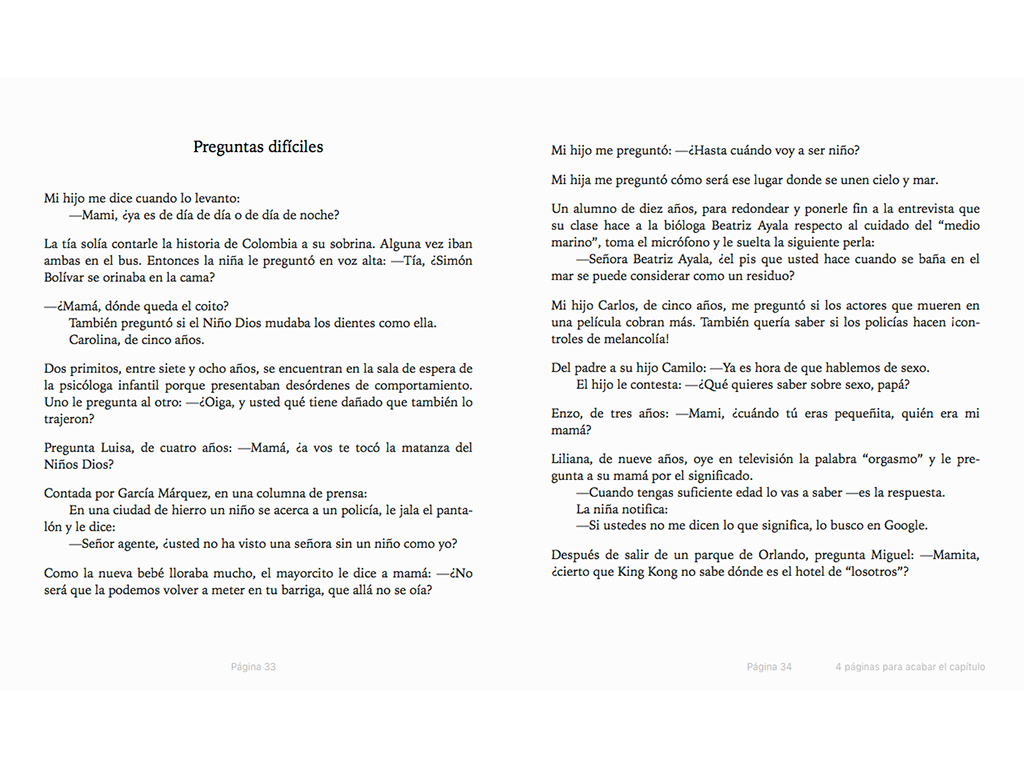 Preguntas difíciles
Mi hijo me dice cuando lo levanto:
—Mami, ¿ya es de día de día o de día de noche?
La tía solía contarle la historia de Colombia a su sobrina. Alguna vez iban
ambas en el bus. Entonces la niña le preguntó en voz alta: —Tía, ¿Simón
Bolívar se orinaba en la cama?
—¿Mamá, dónde queda el coito?
También preguntó si el Niño Dios mudaba los dientes como ella.
Carolina, de cinco años.
Dos primitos, entre siete y ocho años, se encuentran en la sala de espera de
la psicóloga infantil porque presentaban desórdenes de comportamiento.
Uno le pregunta al otro: —¿Oiga, y usted qué tiene dañado que también lo
trajeron?
Pregunta Luisa, de cuatro años: —Mamá, ¿a vos te tocó la matanza del
Niños Dios?
Contada por García Márquez, en una columna de prensa:
En una ciudad de hierro un niño se acerca a un policía, le jala el panta-
lón y le dice:
—Señor agente, ¿usted no ha visto una señora sin un niño como yo?
Como la nueva bebé lloraba mucho, el mayorcito le dice a mamá: —¿No
será que la podemos volver a meter en tu barriga, que allá no se oía?
Página 33
Mi hijo me preguntó: —¿Hasta cuándo voy a ser niño?
Mi hija me preguntó cómo será ese lugar donde se unen cielo y mar.
Un alumno de diez años, para redondear y ponerle fin a la entrevista que
su clase hace a la bióloga Beatriz Ayala respecto al cuidado del “medio
marino”, toma el micrófono y le suelta la siguiente perla:
—Señora Beatriz Ayala, ¿el pis que usted hace cuando se baña en el
mar se puede considerar como un residuo?
Mi hijo Carlos, de cinco años, me preguntó si los actores que mueren en
una película cobran más. También quería saber si los policías hacen ¡con-
troles de melancolía!
Del padre a su hijo Camilo: —Ya es hora de que hablemos de sexo.
El hijo le contesta: —¿Qué quieres saber sobre sexo, papá?
Enzo, de tres años: —Mami, ¿cuándo tú eras pequeñita, quién era mi
mamá?
Liliana, de nueve años, oye en televisión la palabra “orgasmo” y le pre-
gunta a su mamá por el significado.
—Cuando tengas suficiente edad lo vas a saber —es la respuesta.
La niña notifica:
—Si ustedes no me dicen lo que significa, lo busco en Google.
Después de salir de un parque de Orlando, pregunta Miguel: —Mamita,
¿cierto que King Kong no sabe dónde es el hotel de “losotros”?
Página 34
4 páginas para acabar el capítulo